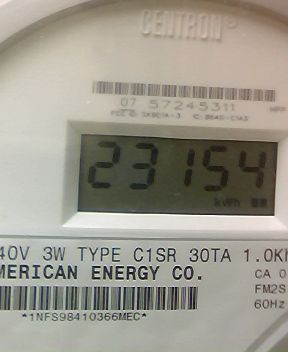 CENTRON®
07 57245311
23154
kWh
40V 3W TYPE C1SR 30TA 1.0Kh
MERICAN ENERGY CO.
CA 0
FM2S
60Hz
*1NFS98410366MEC*